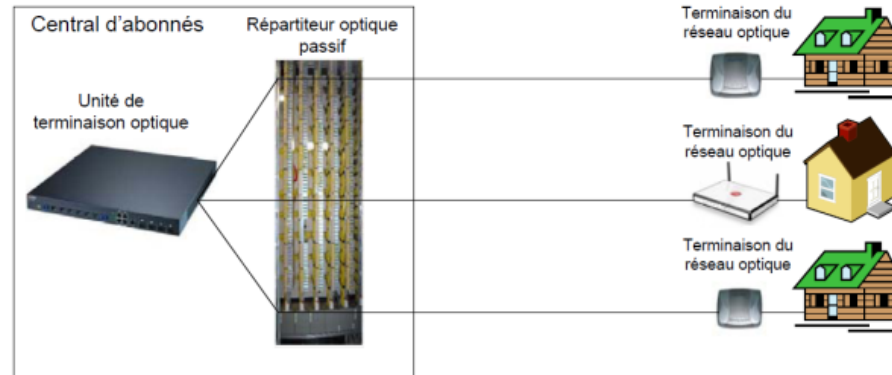 Central d'abonnés
Répartiteur optique
passif
Unité de
terminaison optique
Terminaison du
réseau optique
Terminaison du
réseau optique
Terminaison du
réseau optique